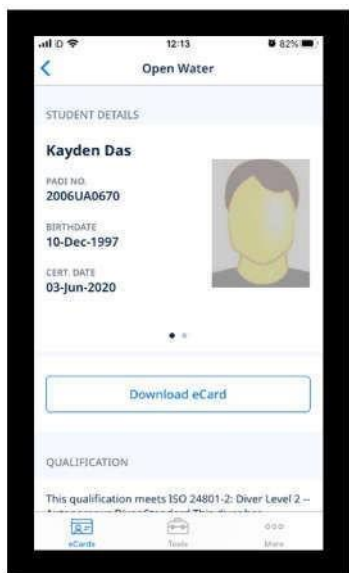 12:13
82%
Open Water
STUDENT DETAILS
Kayden Das
PADI NO.
2006UA0670
BIRTHDATE
10-Dec-1997
CERT. DATE
03-Jun-2020
Download eCard
QUALIFICATION
This qualification meets ISO 24801-2: Diver Level 2 --
eCards
Tools
More